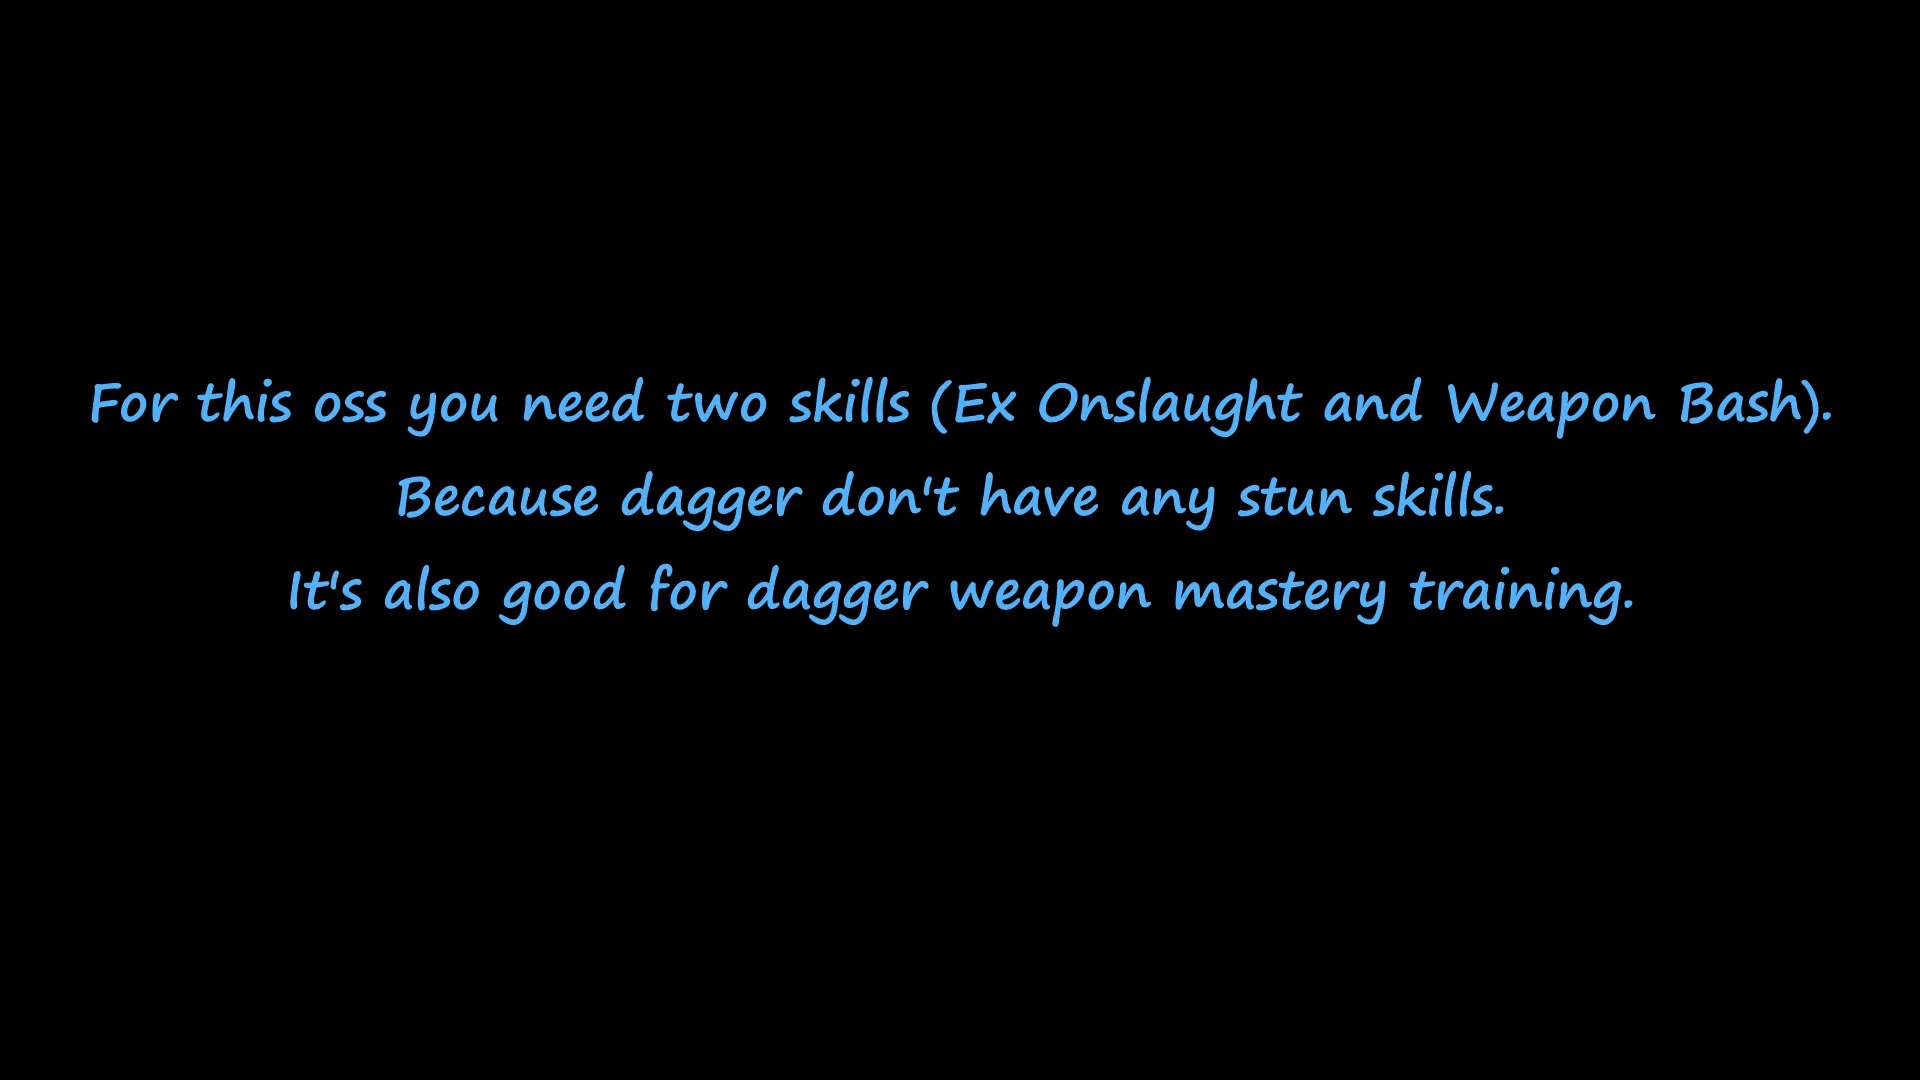 For this oss you need two skills (Ex Onslaught and Weapon Bash).
Because dagger don't have any stun skills.
It's also good for dagger weapon mastery training.